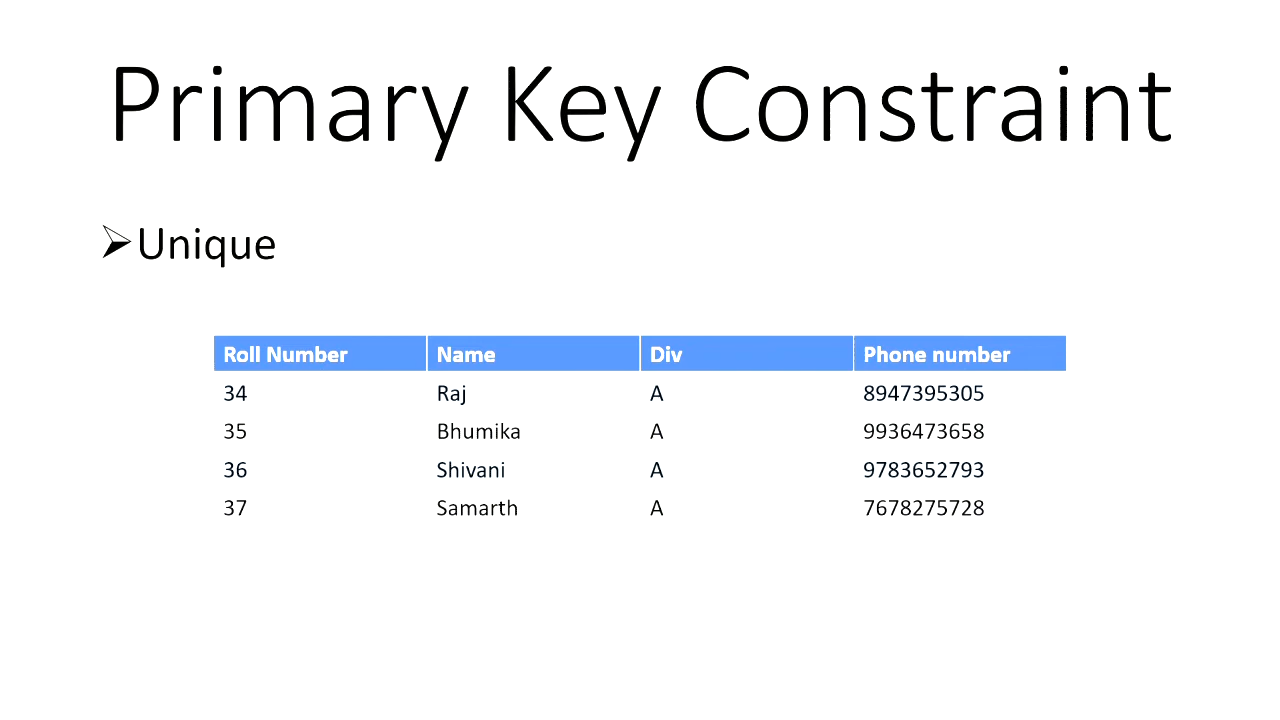 Primary Key Constraint
➢Unique
Roll Number Name Div Phone number
34 Raj A 8947395305
35 Bhumika A 9936473658
36 Shivani A 9783652793
37 Samarth A 7678275728